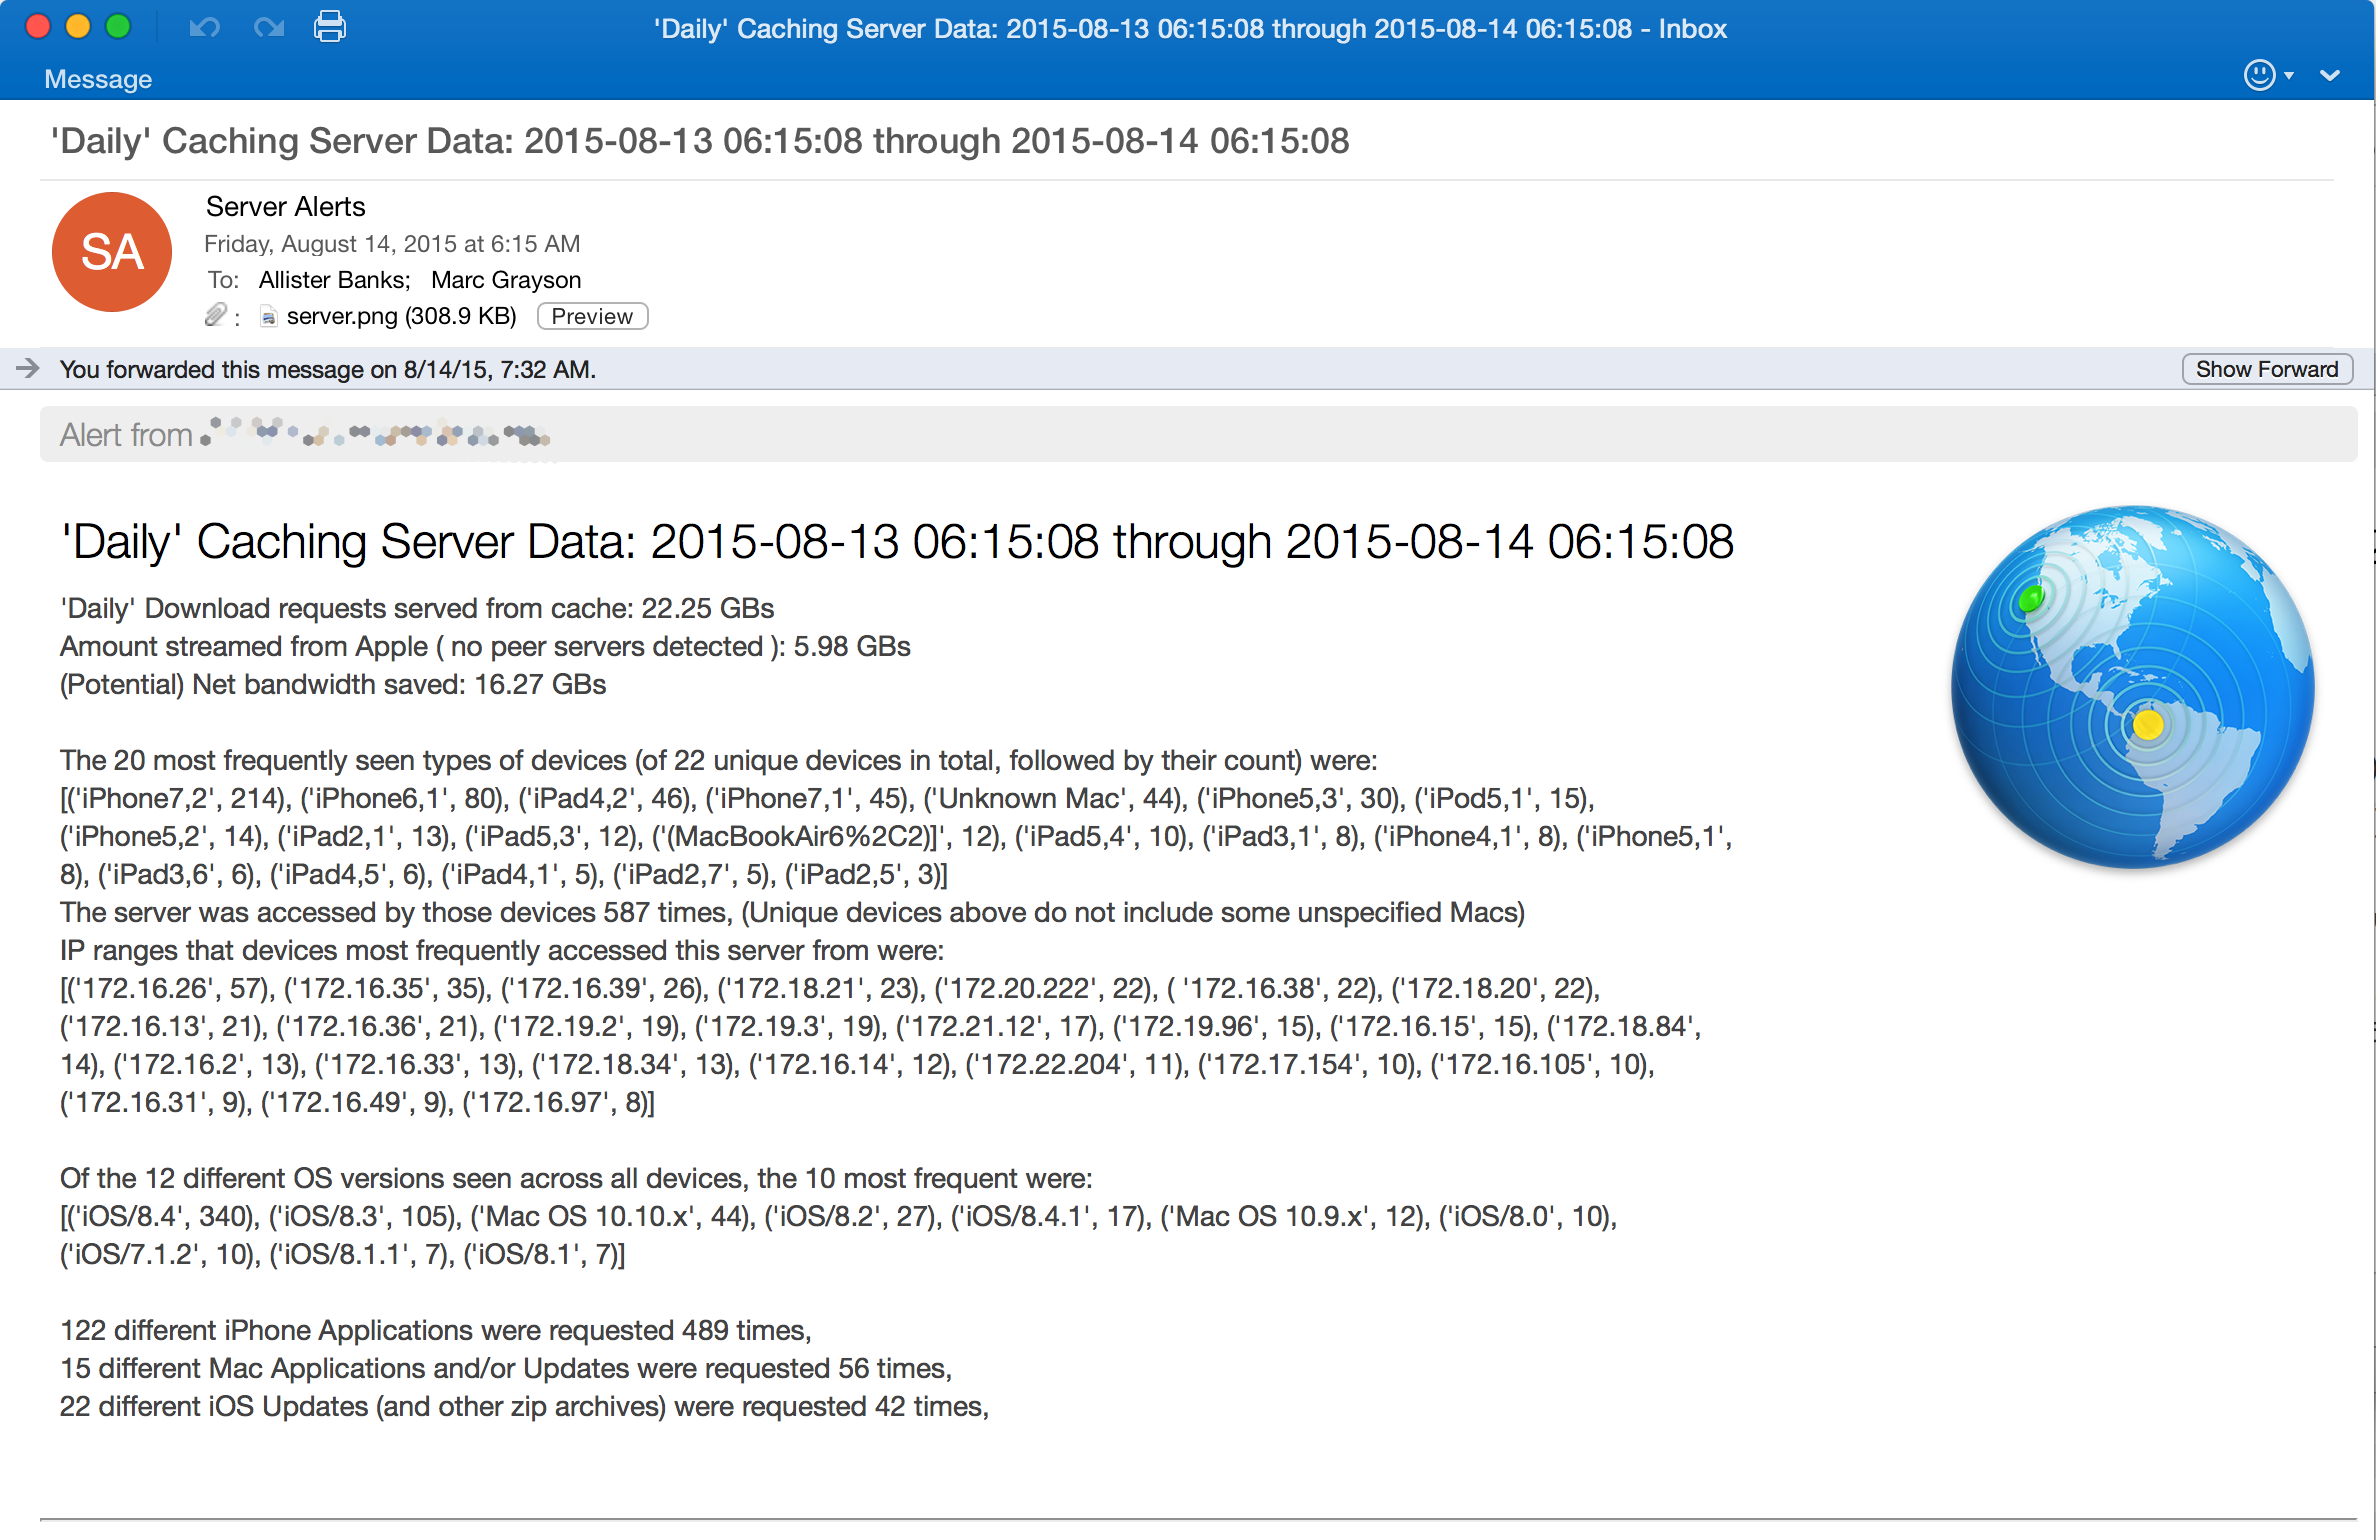 'Daily' Caching Server Data: 2015-08-13 06:15:08 through 2015-08-14 06:15:08 - Inbox
Message
'Daily' Caching Server Data: 2015-08-13 06:15:08 through 2015-08-14 06:15:08
SA
Server Alerts
Friday, August 14, 2015 at 6:15 AM
To: Allister Banks; Marc Grayson
: server.png (308.9 KB) Preview
You forwarded this message on 8/14/15, 7:32 AM. Show Forward
Alert from
'Daily' Caching Server Data: 2015-08-13 06:15:08 through 2015-08-14 06:15:08
'Daily' Download requests served from cache: 22.25 GBs
Amount streamed from Apple ( no peer servers detected ): 5.98 GBs
(Potential) Net bandwidth saved: 16.27 GBs
The 20 most frequently seen types of devices (of 22 unique devices in total, followed by their count) were:
[('iPhone7,2', 214), ('iPhone6,1', 80), ('iPad4,2', 46), ('iPhone7,1', 45), ('Unknown Mac', 44), ('iPhone5,3', 30), ('iPod5,1', 15),
('iPhone5,2', 14), ('iPad2,1', 13), ('iPad5,3', 12), ('(MacBookAir6%2C2)]', 12), ('iPad5,4', 10), ('iPad3,1', 8), ('iPhone4,1', 8), ('iPhone5,1',
8), ('iPad3,6', 6), ('iPad4,5', 6), ('iPad4,1', 5), ('iPad2,7', 5), ('iPad2,5', 3)]
The server was accessed by those devices 587 times, (Unique devices above do not include some unspecified Macs)
IP ranges that devices most frequently accessed this server from were:
[('172.16.26', 57), ('172.16.35', 35), ('172.16.39', 26), ('172.18.21', 23), ('172.20.222', 22), ( '172.16.38', 22), ('172.18.20', 22),
('172.16.13', 21), ('172.16.36', 21), ('172.19.2', 19), ('172.19.3', 19), ('172.21.12', 17), ('172.19.96', 15), ('172.16.15', 15), ('172.18.84',
14), ('172.16.2', 13), ('172.16.33', 13), ('172.18.34', 13), ('172.16.14', 12), ('172.22.204', 11), ('172.17.154', 10), ('172.16.105', 10),
('172.16.31', 9), ('172.16.49', 9), ('172.16.97', 8)]
Of the 12 different OS versions seen across all devices, the 10 most frequent were:
[('iOS/8.4', 340), ('iOS/8.3', 105), ('Mac OS 10.10.x', 44), ('iOS/8.2', 27), ('iOS/8.4.1', 17), ('Mac OS 10.9.x', 12), ('iOS/8.0', 10),
('iOS/7.1.2', 10), ('iOS/8.1.1', 7), ('iOS/8.1', 7)]
122 different iPhone Applications were requested 489 times,
15 different Mac Applications and/or Updates were requested 56 times,
22 different iOS Updates (and other zip archives) were requested 42 times,